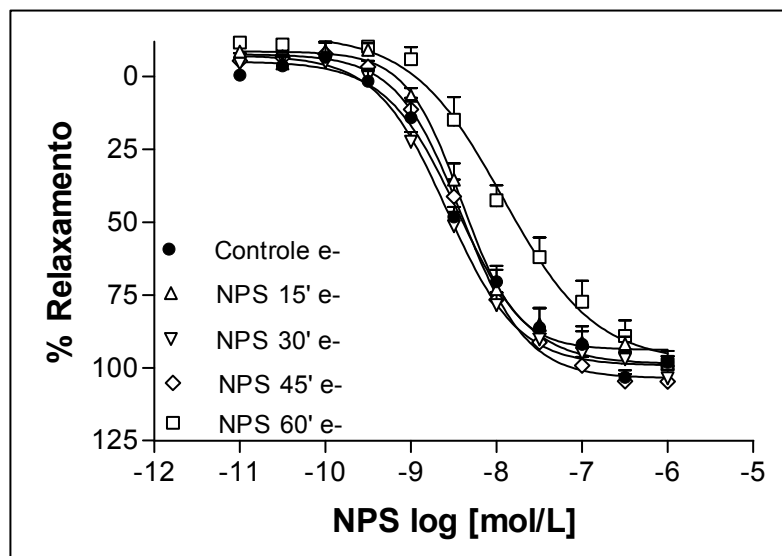 % Relaxamento
0
25
50
75
100
125
Controle e-
NPS 15' e-
NPS 30' e-
NPS 45' e-
NPS 60' e-
-12 -11 -10 -9 -8 -7 -6 -5
NPS log [mol/L]